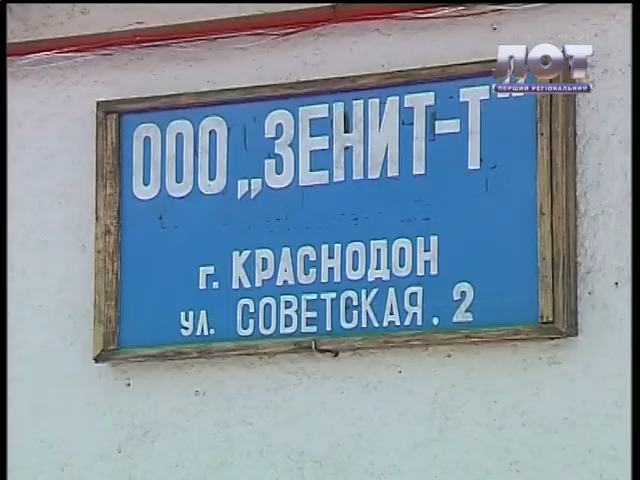 ЛОТ
ПЕРШИЙ РЕГІОНАЛЬНИЙ
ООО „ЗЕНИТ-Т"
г. КРАСНОДОН
ул. СОВЕТСКАЯ, 2